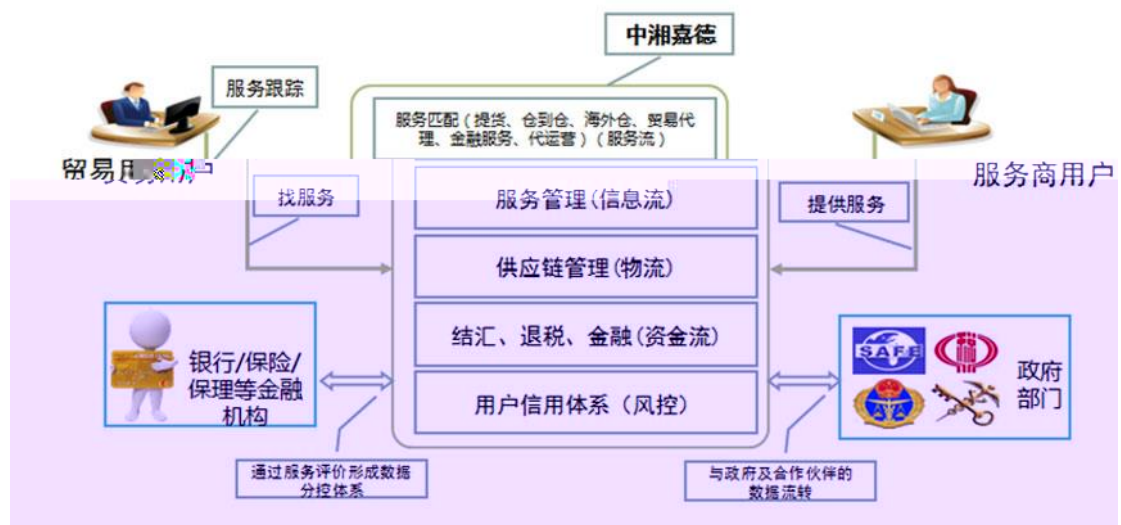 中湘嘉德
服务跟踪
服务匹配（提货、仓到仓、海外仓、贸易代
理、金融服务、代运营）（服务流）
贸易用户
服务商用户
找服务
服务管理(信息流)
提供服务
供应链管理(物流)
结汇、退税、金融(资金流)
用户信用体系（风控）
银行/保险/
保理等金融
机构
SAFE
政府
部门
通过服务评价形成数据
分控体系
与政府及合作伙伴的
数据流转